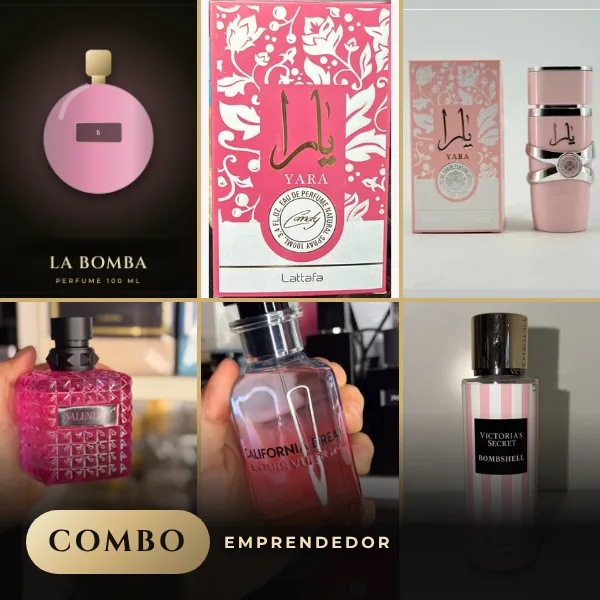 LA BOMBA
PERFUME 100 ML
يارا
YARA
3.4 FL.OZ. EAU DE PERFUME NATURAL SPRAY 100ML
Candy
Lattafa
يارا
YARA
يارا
VALENTI
CALIFORNIA DREAM
LOUIS VUITTON
VICTORIA'S
SECRET
BOMBSHELL
COMBO
EMPRENDEDOR